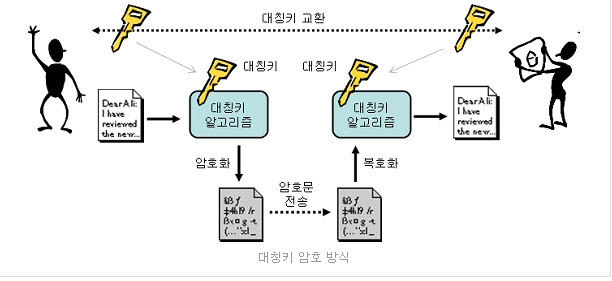 대칭키 교환
대칭키
대칭키
DearAli:
I have
reviewed
the new...
대칭키
알고리즘
대칭키
알고리즘
DearAli:
I have
reviewed
the new...
암호화
복호화
암호문
전송
대칭키 암호 방식